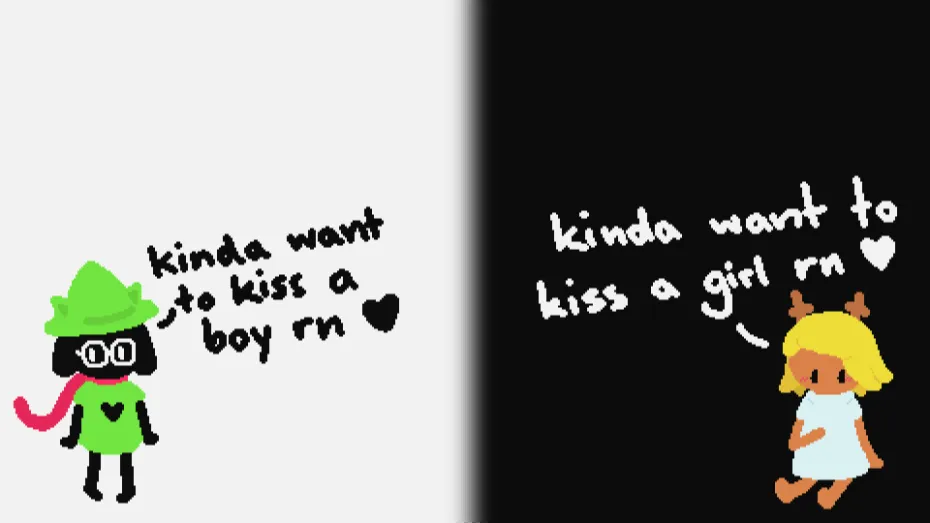 kinda want
to kiss a
boy rn ♥
kinda want to
kiss a girl rn ♥